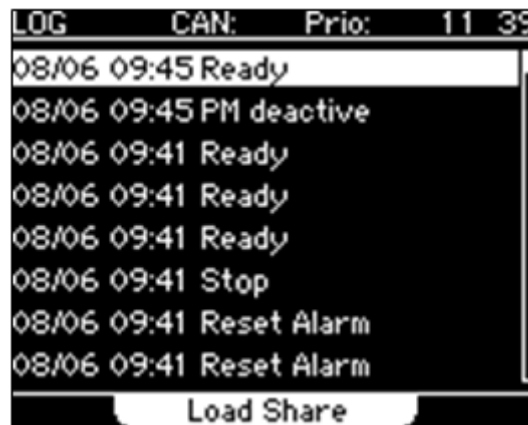 LOG CAN: Prio: 11 39
08/06 09:45 Ready
08/06 09:45 PM deactive
08/06 09:41 Ready
08/06 09:41 Ready
08/06 09:41 Ready
08/06 09:41 Stop
08/06 09:41 Reset Alarm
08/06 09:41 Reset Alarm
Load Share